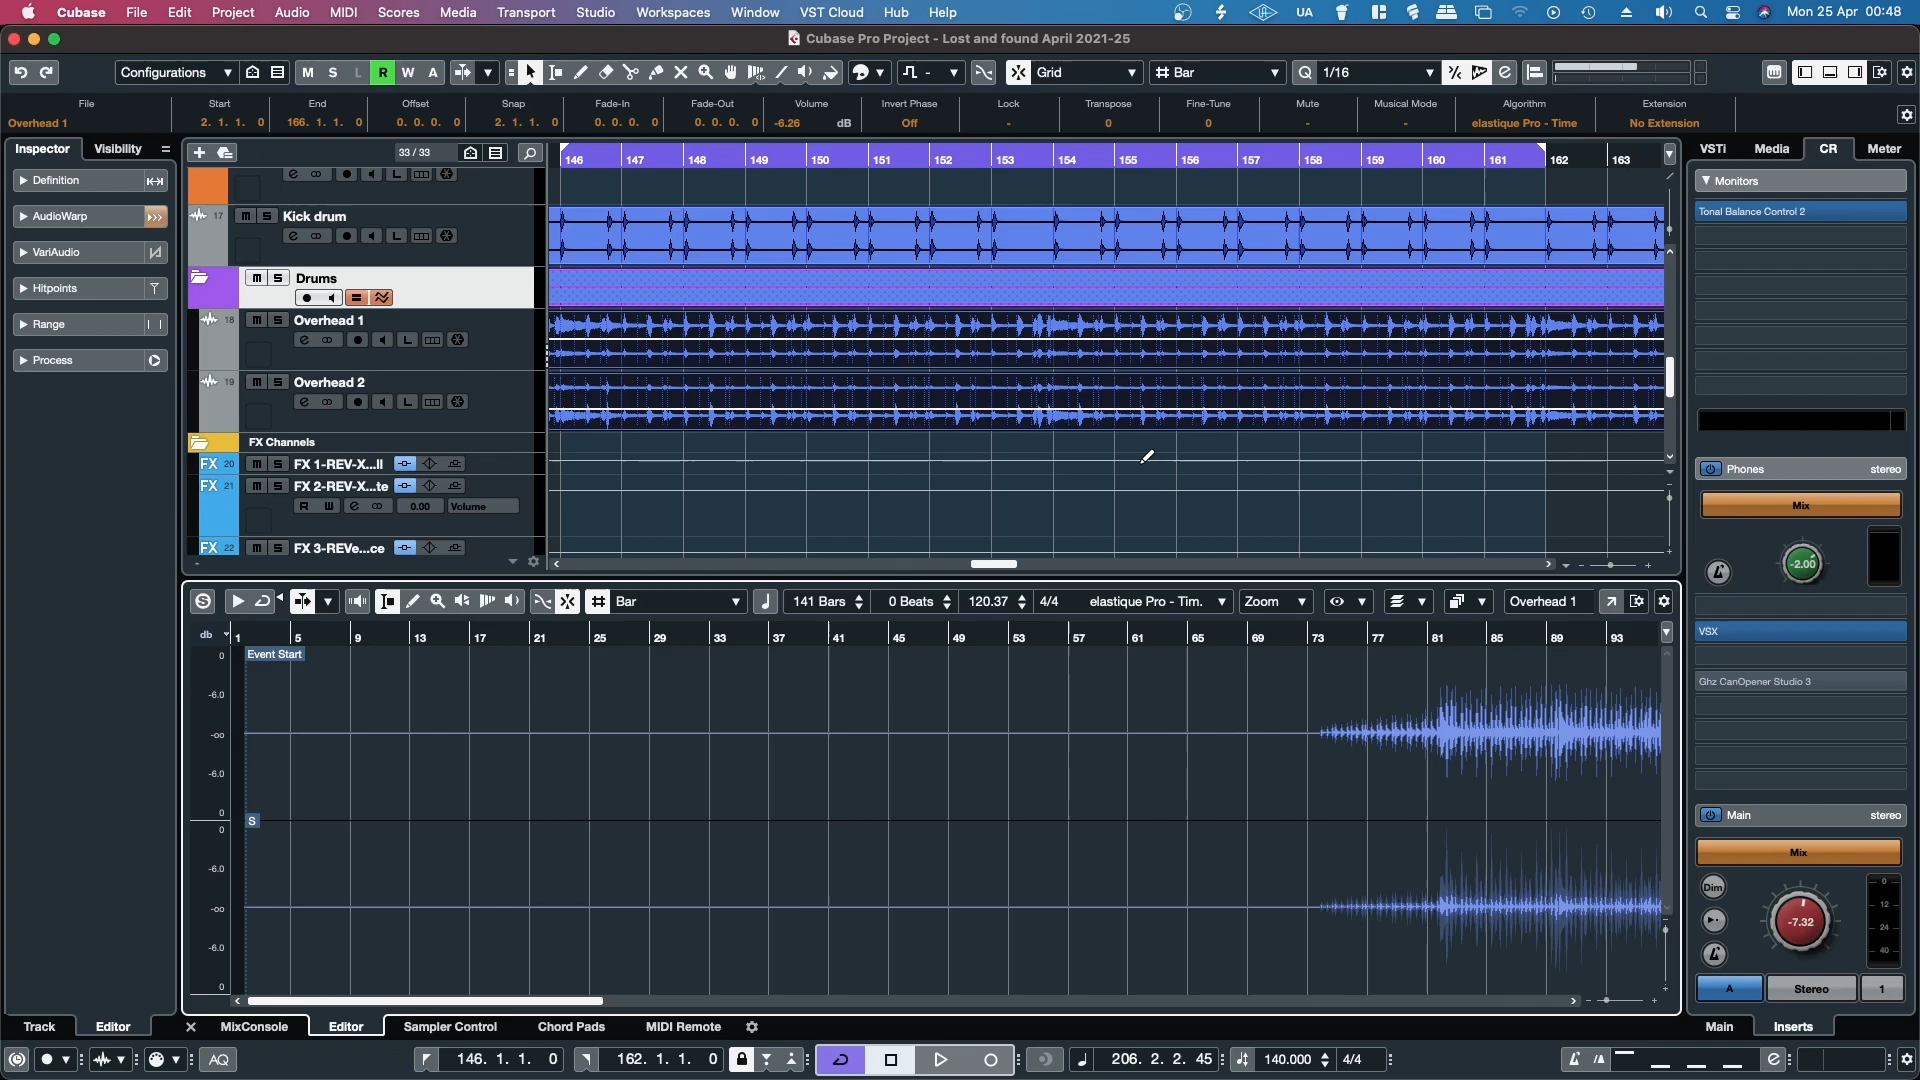 Cubase File Edit Project Audio MIDI Scores Media Transport Studio Workspaces Window VST Cloud Hub Help UA Mon 25 Apr 00:48
Cubase Pro Project - Lost and found April 2021-25
Configurations M S L R W A Grid Bar Q 1/16
File Start End Offset Snap Fade-In Fade-Out Volume Invert Phase Lock Transpose Fine-Tune Mute Musical Mode Algorithm Extension
Overhead 1 2. 1. 1. 0 166. 1. 1. 0 0. 0. 0. 0 2. 1. 1. 0 0. 0. 0. 0 0. 0. 0. 0 -6.26 dB Off - 0 0 - - elastique Pro - Time No Extension
Inspector Visibility 33 / 33 VSTi Media CR Meter
146 147 148 149 150 151 152 153 154 155 156 157 158 159 160 161 162 163
Definition
AudioWarp
VariAudio
Hitpoints
Range
Process
17 m S Kick drum
m S Drums
18 m S Overhead 1
19 m S Overhead 2
FX Channels
FX 20 m S FX 1-REV-X...ll
FX 21 m S FX 2-REV-X...te
R W e 0.00 Volume
FX 22 m S FX 3-REVe...ce
Monitors
Tonal Balance Control 2
Phones stereo
Mix
-2.00
VSX
Ghz CanOpener Studio 3
Main stereo
Mix
Dim
-7.32
0
12
24
40
A Stereo 1
Main Inserts
Bar 141 Bars 0 Beats 120.37 4/4 elastique Pro - Tim. Zoom Overhead 1
db 1 5 9 13 17 21 25 29 33 37 41 45 49 53 57 61 65 69 73 77 81 85 89 93
Event Start
0
-6.0
-oo
-6.0
0
S
0
-6.0
-oo
-6.0
0
Track Editor MixConsole Editor Sampler Control Chord Pads MIDI Remote
AQ 146. 1. 1. 0 162. 1. 1. 0 206. 2. 2. 45 140.000 4/4